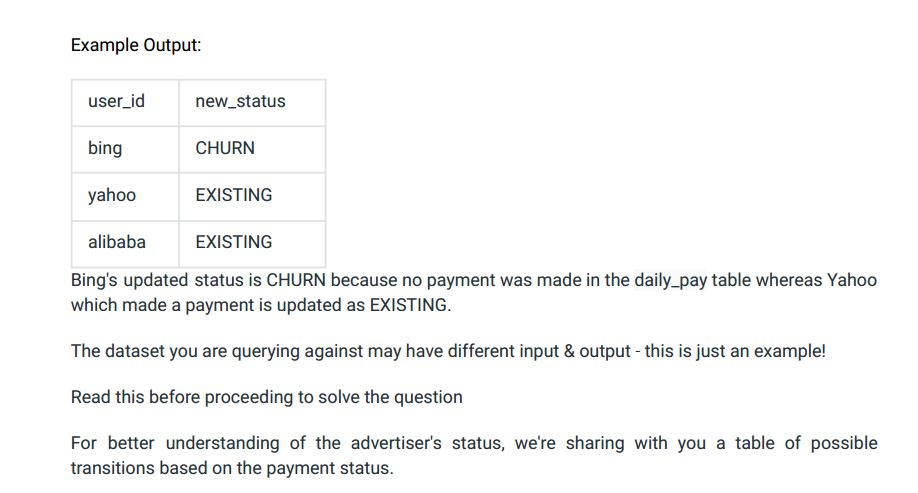 Example Output:
user_id new_status
bing CHURN
yahoo EXISTING
alibaba EXISTING
Bing's updated status is CHURN because no payment was made in the daily_pay table whereas Yahoo
which made a payment is updated as EXISTING.
The dataset you are querying against may have different input & output - this is just an example!
Read this before proceeding to solve the question
For better understanding of the advertiser's status, we're sharing with you a table of possible
transitions based on the payment status.